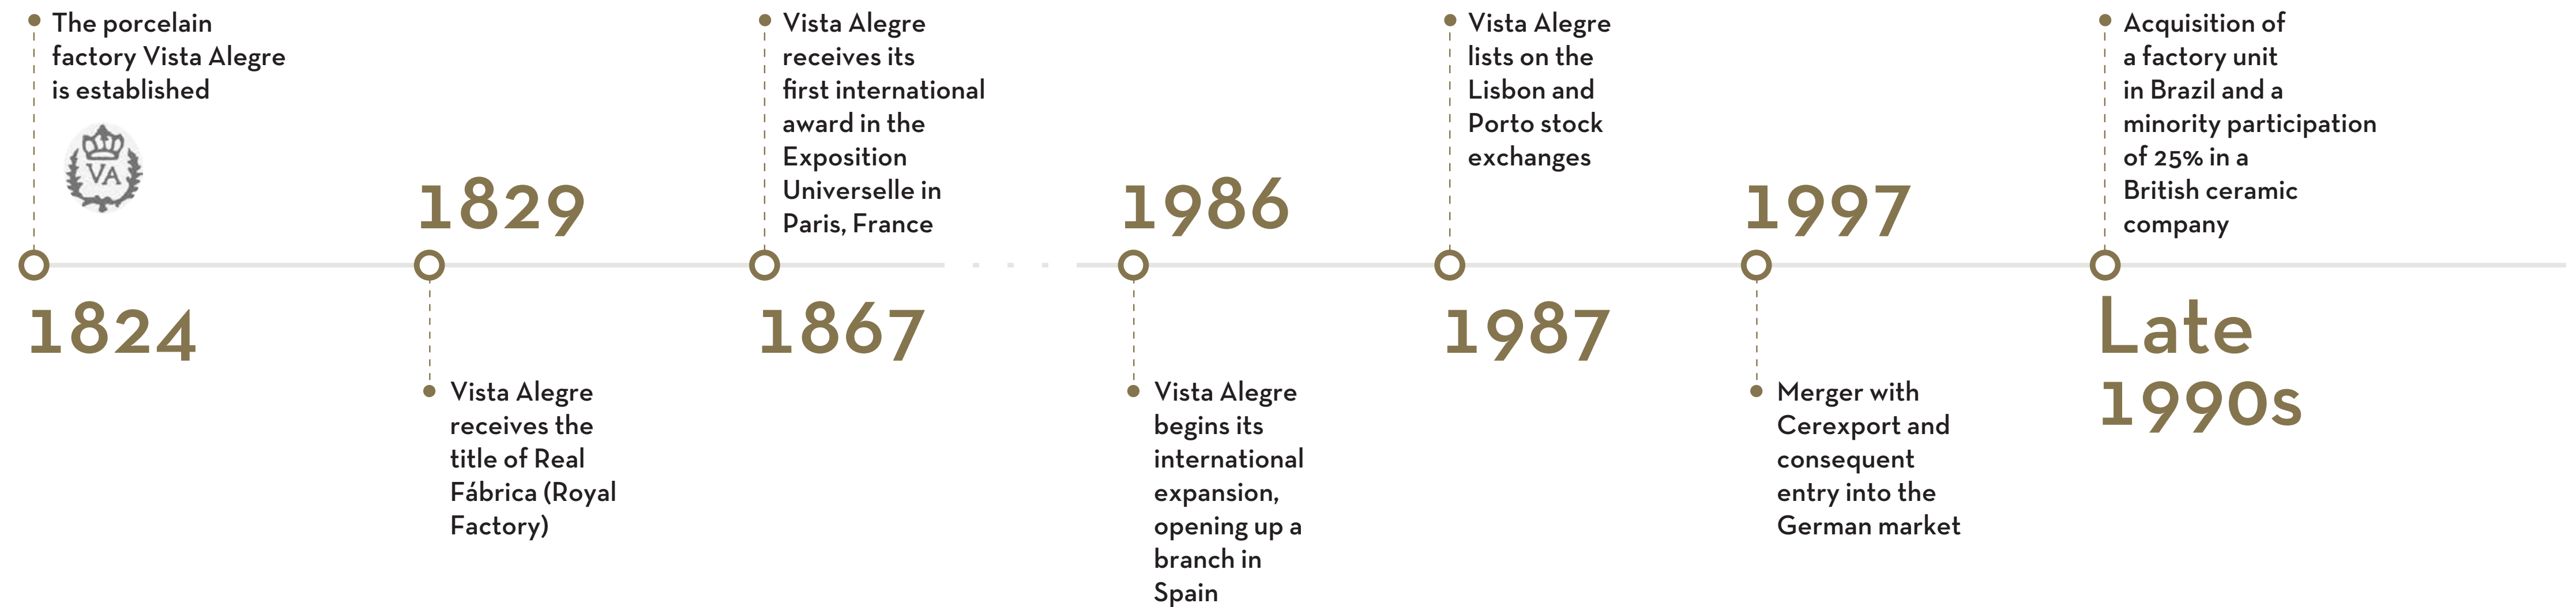 The porcelain
factory Vista Alegre
is established
VA
1824
1829
Vista Alegre
receives the
title of Real
Fábrica (Royal
Factory)
Vista Alegre
receives its
first international
award in the
Exposition
Universelle in
Paris, France
1867
1986
Vista Alegre
begins its
international
expansion,
opening up a
branch in
Spain
Vista Alegre
lists on the
Lisbon and
Porto stock
exchanges
1987
1997
Merger with
Cerexport and
consequent
entry into the
German market
Acquisition of
a factory unit
in Brazil and a
minority participation
of 25% in a
British ceramic
company
Late
1990s